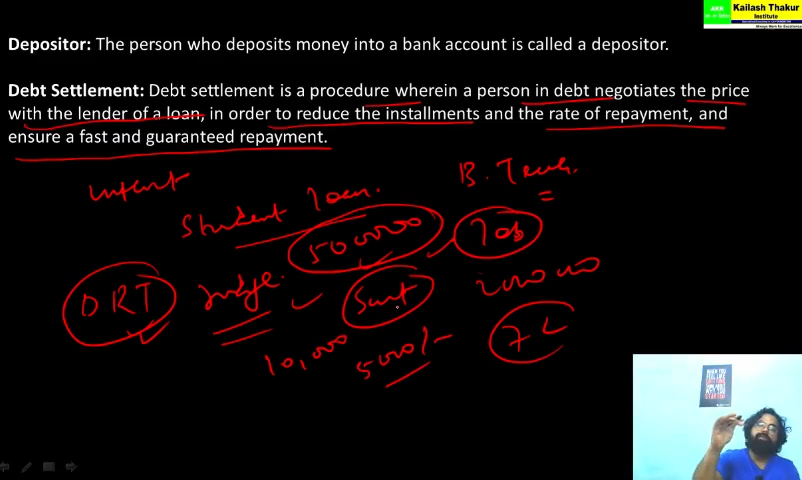 Kailash Thakur
Institute
Depositor: The person who deposits money into a bank account is called a depositor.
Debt Settlement: Debt settlement is a procedure wherein a person in debt negotiates the price
with the lender of a loan, in order to reduce the installments and the rate of repayment, and
ensure a fast and guaranteed repayment.
B. Tech.
Student loan.
500000 Job
DRT Judge.
10,000 5000/- 7L